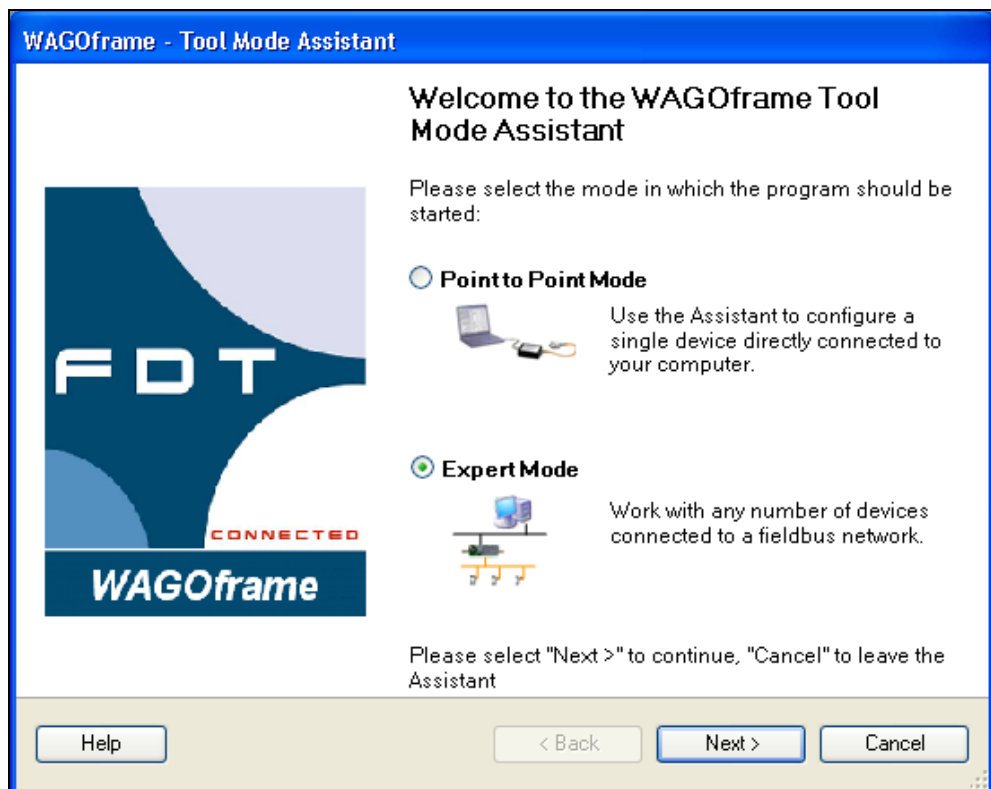 WAGOframe - Tool Mode Assistant
Welcome to the WAGOframe Tool
Mode Assistant
Please select the mode in which the program should be
started:
Point to Point Mode
Use the Assistant to configure a
single device directly connected to
your computer.
FDT
Expert Mode
Work with any number of devices
connected to a fieldbus network.
CONNECTED
WAGOframe
Please select "Next >" to continue, "Cancel" to leave the
Assistant
Help
< Back
Next >
Cancel